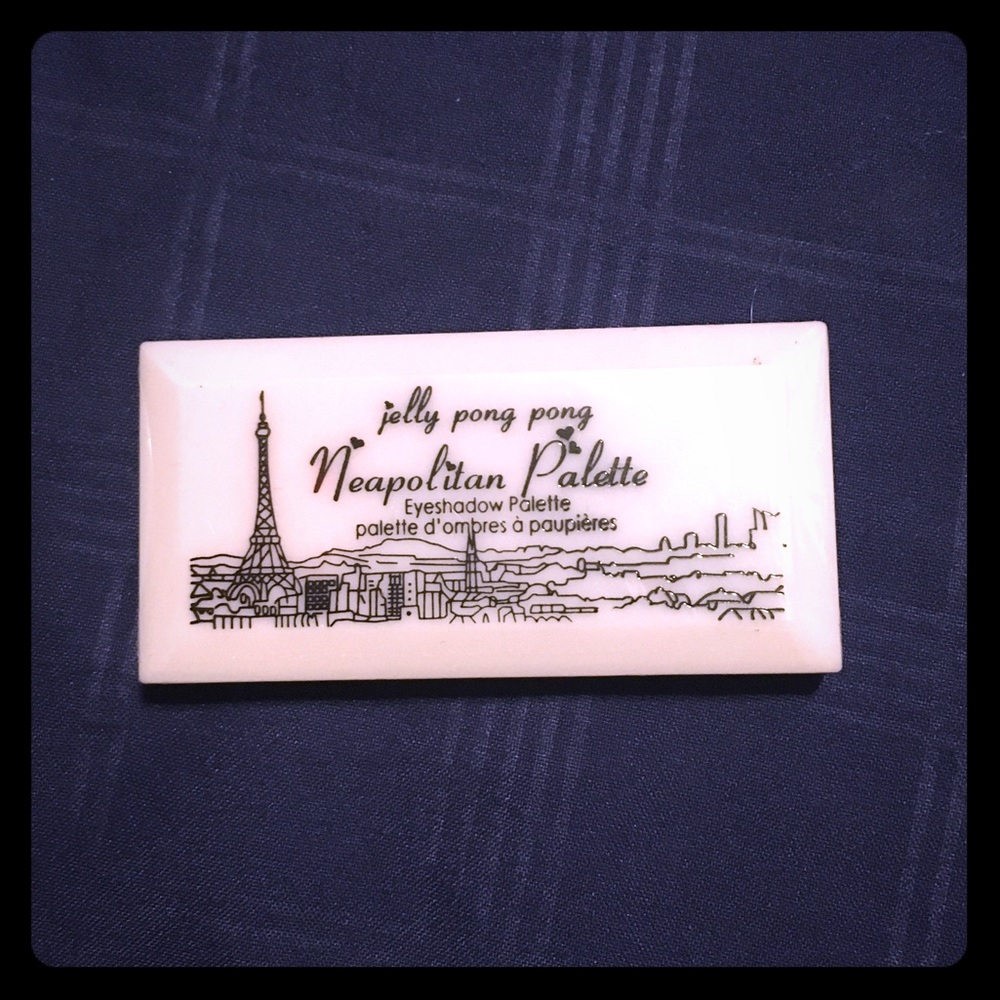 jelly pong pong
Neapolitan Palette
Eyeshadow Palette
palette d'ombres à paupières